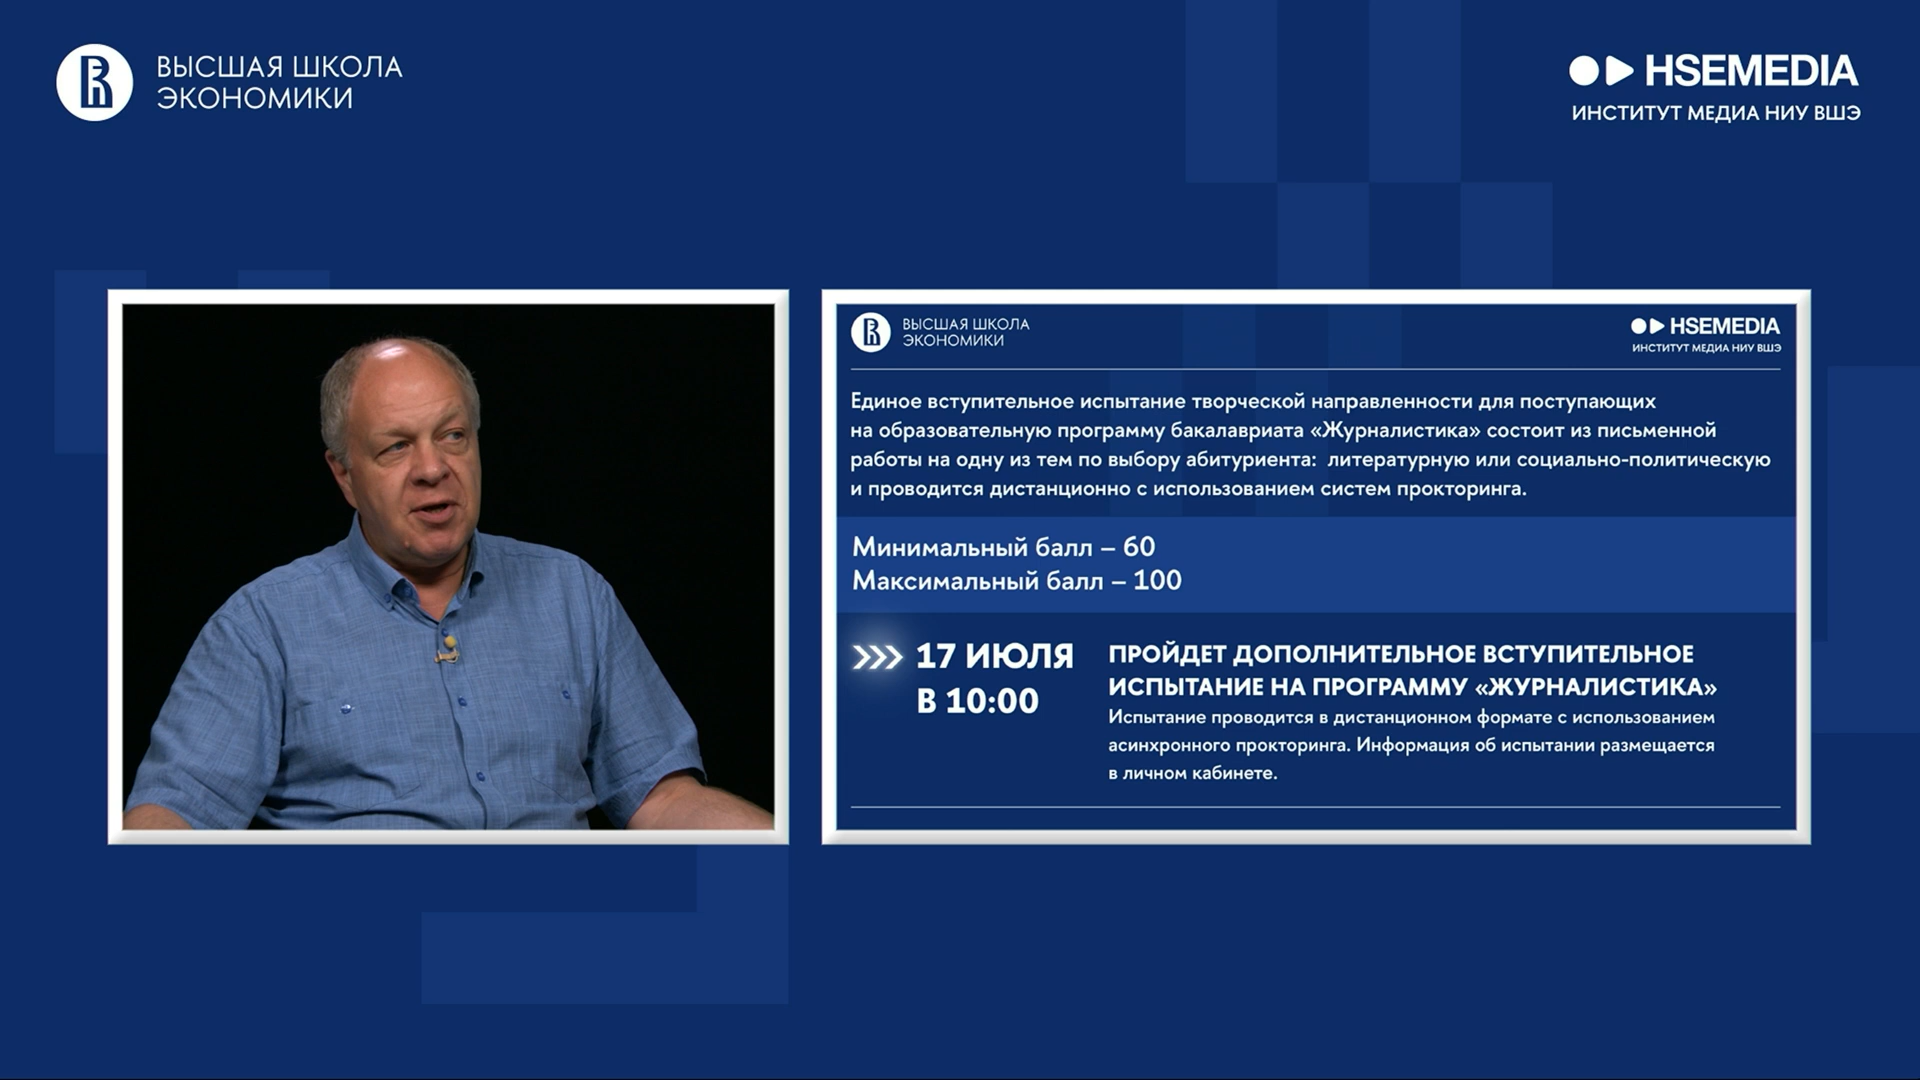 ВЫСШАЯ ШКОЛА
ЭКОНОМИКИ
HSEMEDIA
ИНСТИТУТ МЕДИА НИУ ВШЭ
ВЫСШАЯ ШКОЛА
ЭКОНОМИКИ
HSEMEDIA
ИНСТИТУТ МЕДИА НИУ ВШЭ
Единое вступительное испытание творческой направленности для поступающих
на образовательную программу бакалавриата «Журналистика» состоит из письменной
работы на одну из тем по выбору абитуриента: литературную или социально-политическую
и проводится дистанционно с использованием систем прокторинга.
Минимальный балл – 60
Максимальный балл – 100
17 ИЮЛЯ
В 10:00
ПРОЙДЕТ ДОПОЛНИТЕЛЬНОЕ ВСТУПИТЕЛЬНОЕ
ИСПЫТАНИЕ НА ПРОГРАММУ «ЖУРНАЛИСТИКА»
Испытание проводится в дистанционном формате с использованием
асинхронного прокторинга. Информация об испытании размещается
в личном кабинете.